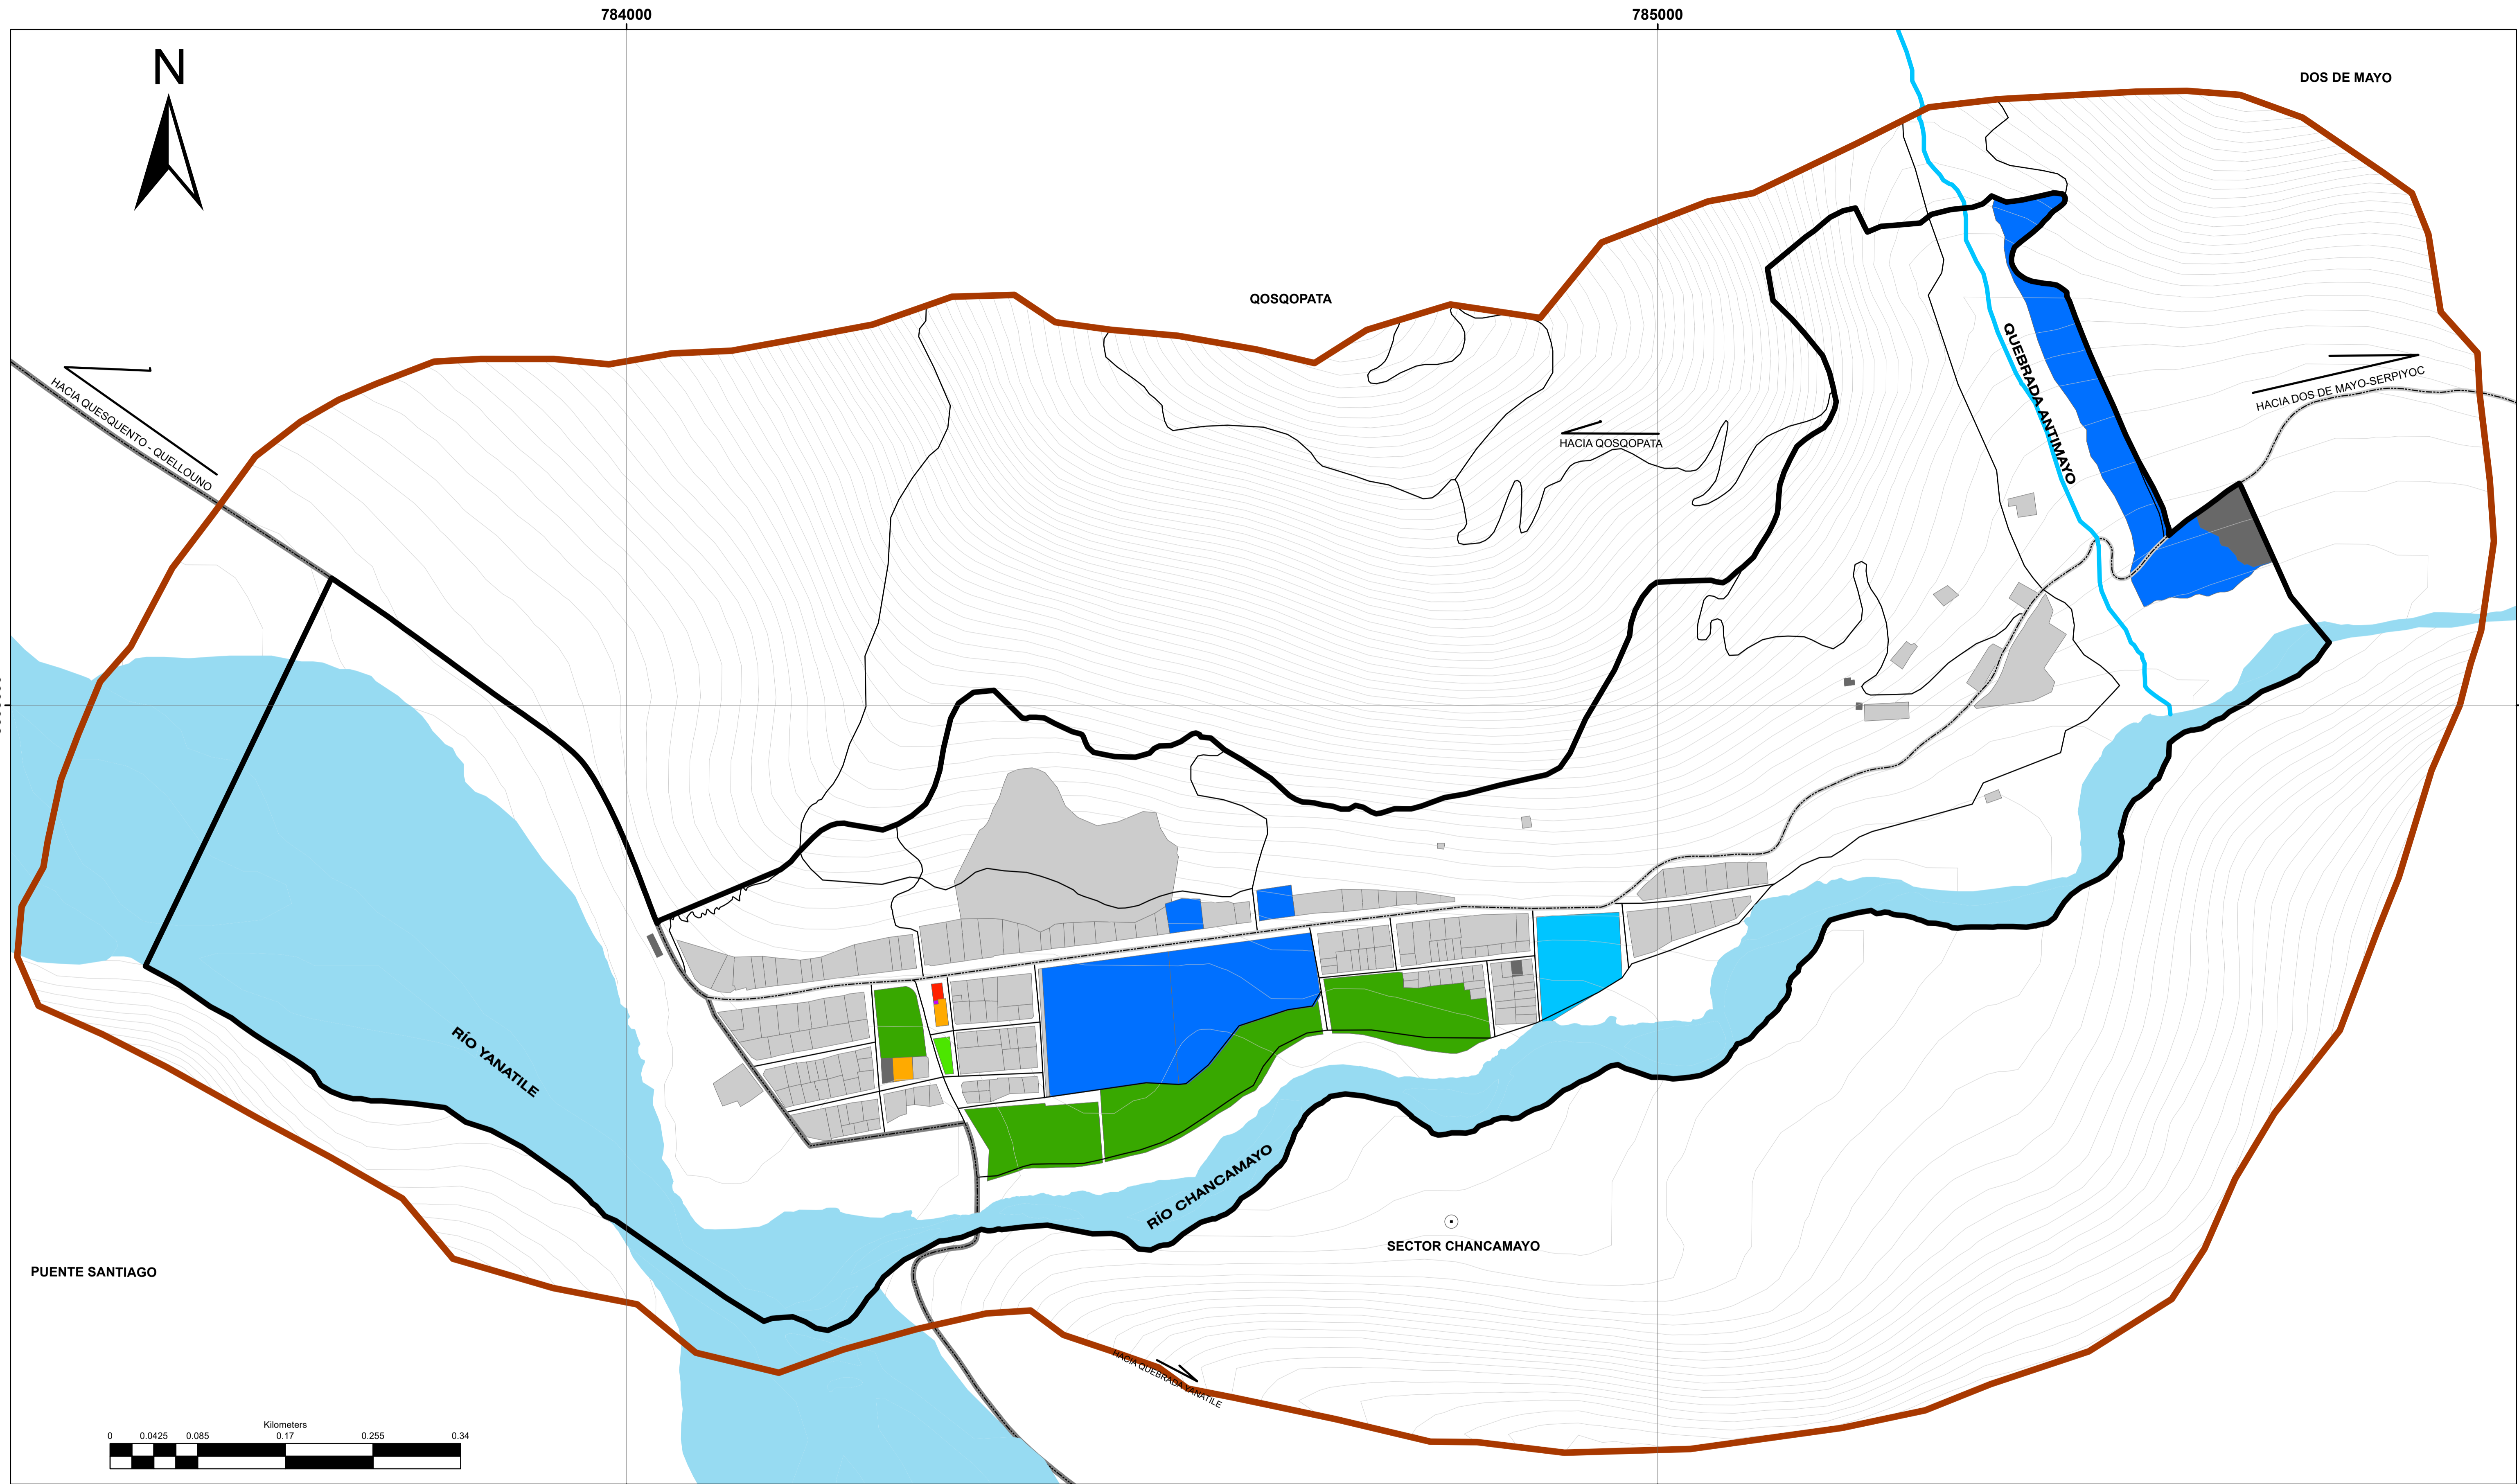 784000
785000
N
DOS DE MAYO
QOSQOPATA
HACIA QUESQUENTO - QUELLOUNO
HACIA QOSQOPATA
QUEBRADA ANTIMAYO
HACIA DOS DE MAYO-SERPIYOC
RÍO YANATILE
RÍO CHANCAMAYO
SECTOR CHANCAMAYO
PUENTE SANTIAGO
HACIA QUEBRADA YANATILE
Kilometers
0 0.0425 0.085 0.17 0.255 0.34